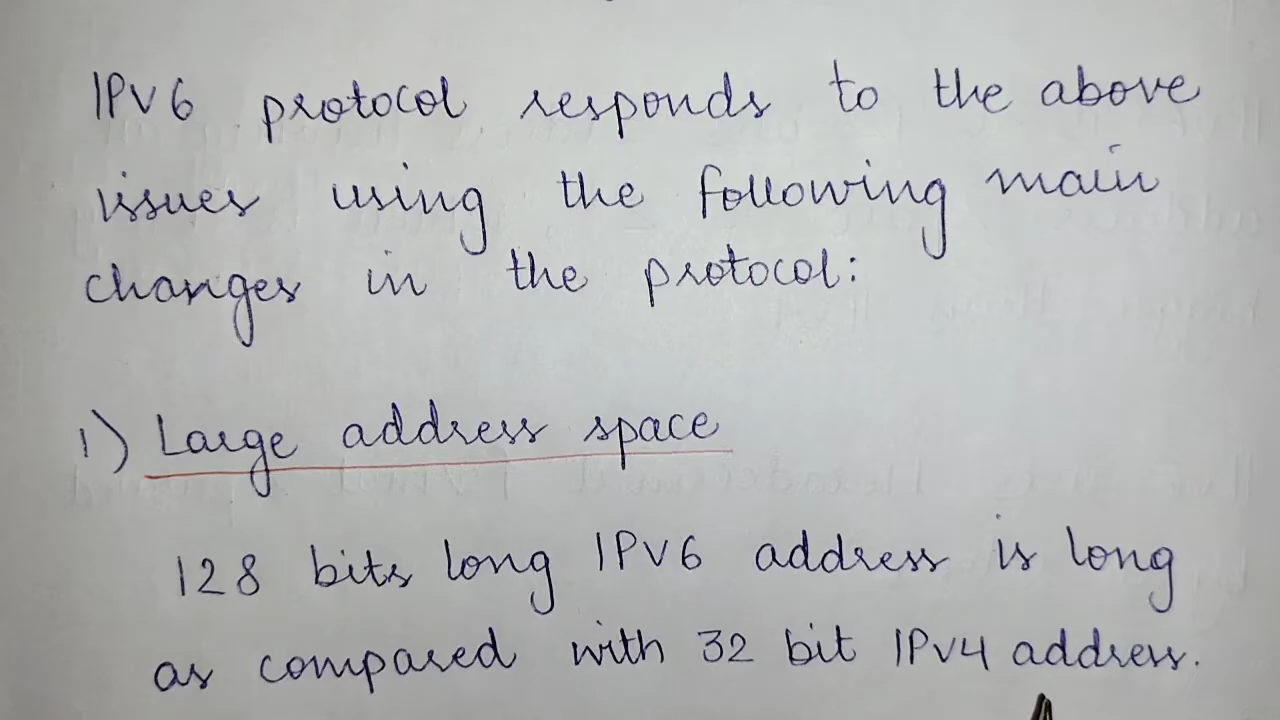 IPv6 protocol responds to the above
issues using the following main
changes in the protocol:
1) Large address space
128 bits long IPv6 address is long
as compared with 32 bit IPv4 address.